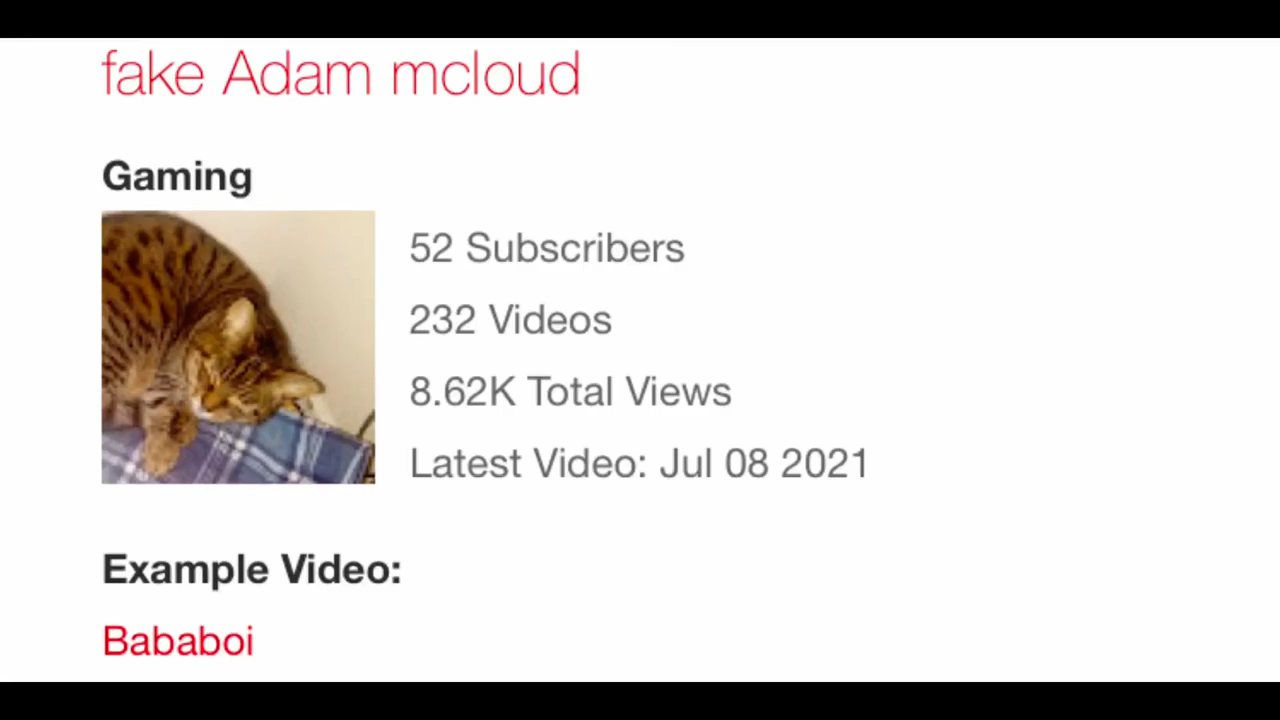 fake Adam mcloud
Gaming
52 Subscribers
232 Videos
8.62K Total Views
Latest Video: Jul 08 2021
Example Video:
Bababoi